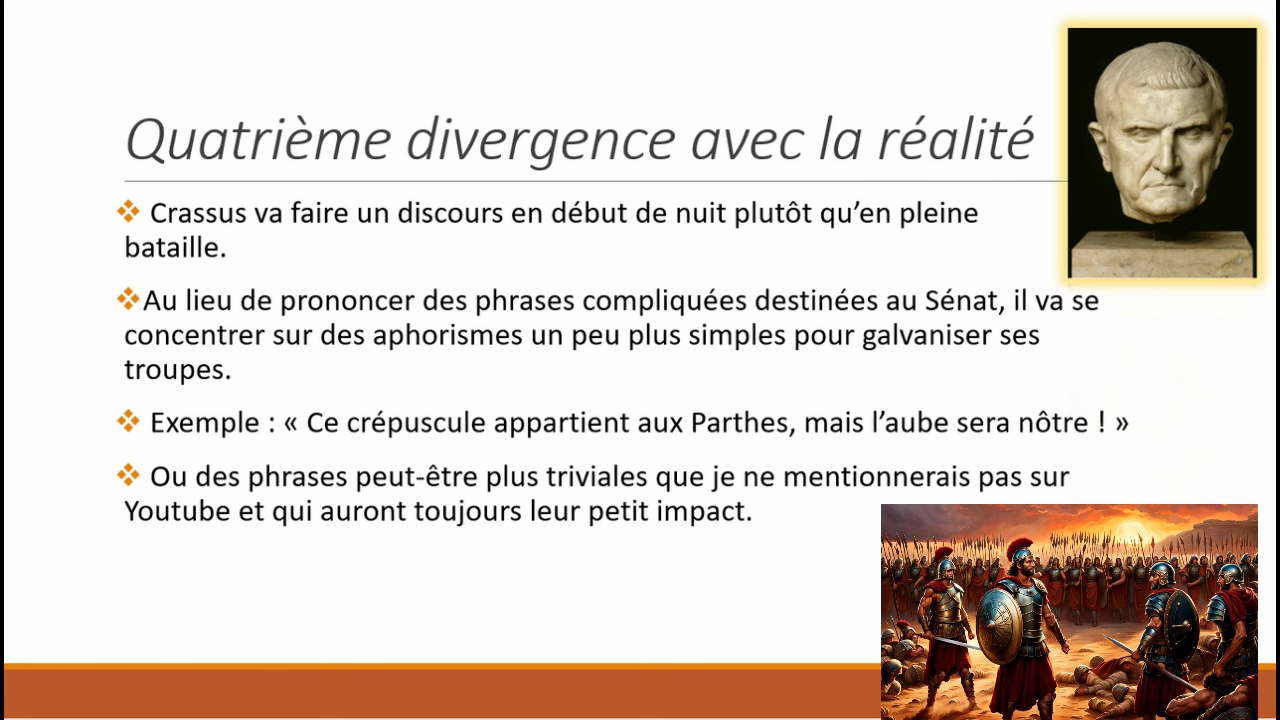 Quatrième divergence avec la réalité
❖ Crassus va faire un discours en début de nuit plutôt qu’en pleine
bataille.
❖Au lieu de prononcer des phrases compliquées destinées au Sénat, il va se
concentrer sur des aphorismes un peu plus simples pour galvaniser ses
troupes.
❖ Exemple : « Ce crépuscule appartient aux Parthes, mais l’aube sera nôtre ! »
❖ Ou des phrases peut-être plus triviales que je ne mentionnerais pas sur
Youtube et qui auront toujours leur petit impact.